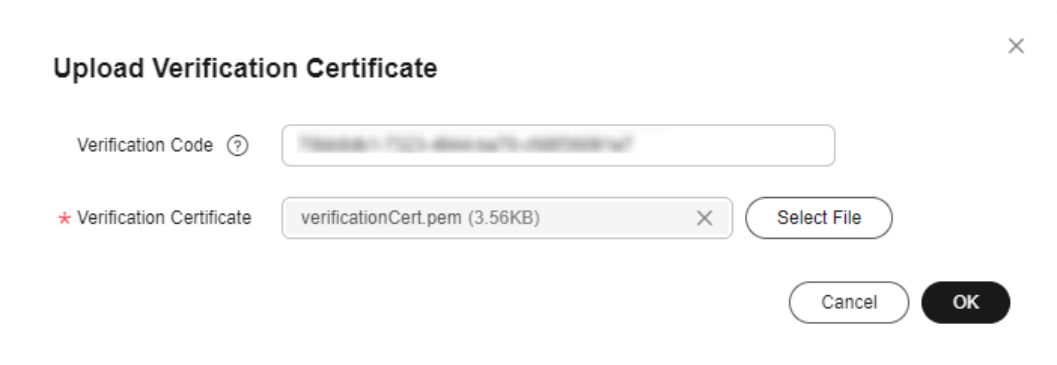 Upload Verification Certificate
Verification Code ?
* Verification Certificate verificationCert.pem (3.56KB) Select File
Cancel OK